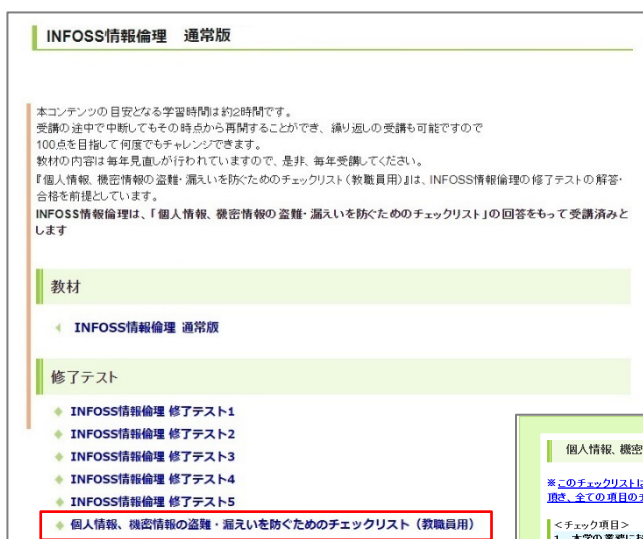 INFOSS情報倫理　通常版
本コンテンツの目安となる学習時間は約2時間です。
受講の途中で中断してもその時点から再開することができ、繰り返しの受講も可能ですので
100点を目指して何度でもチャレンジできます。
教材の内容は毎年見直しが行われていますので、是非、毎年受講してください。
『個人情報、機密情報の盗難・漏えいを防ぐためのチェックリスト（教職員用）』は、INFOSS情報倫理の修了テストの解答・
合格を前提としています。
INFOSS情報倫理は、「個人情報、機密情報の盗難・漏えいを防ぐためのチェックリスト」の回答をもって受講済みと
します
教材
INFOSS情報倫理 通常版
修了テスト
INFOSS情報倫理 修了テスト1
INFOSS情報倫理 修了テスト2
INFOSS情報倫理 修了テスト3
INFOSS情報倫理 修了テスト4
INFOSS情報倫理 修了テスト5
個人情報、機密情報の盗難・漏えいを防ぐためのチェックリスト（教職員用）
個人情報、機密
※このチェックリストは
頂き、全ての項目の
＜チェック項目＞